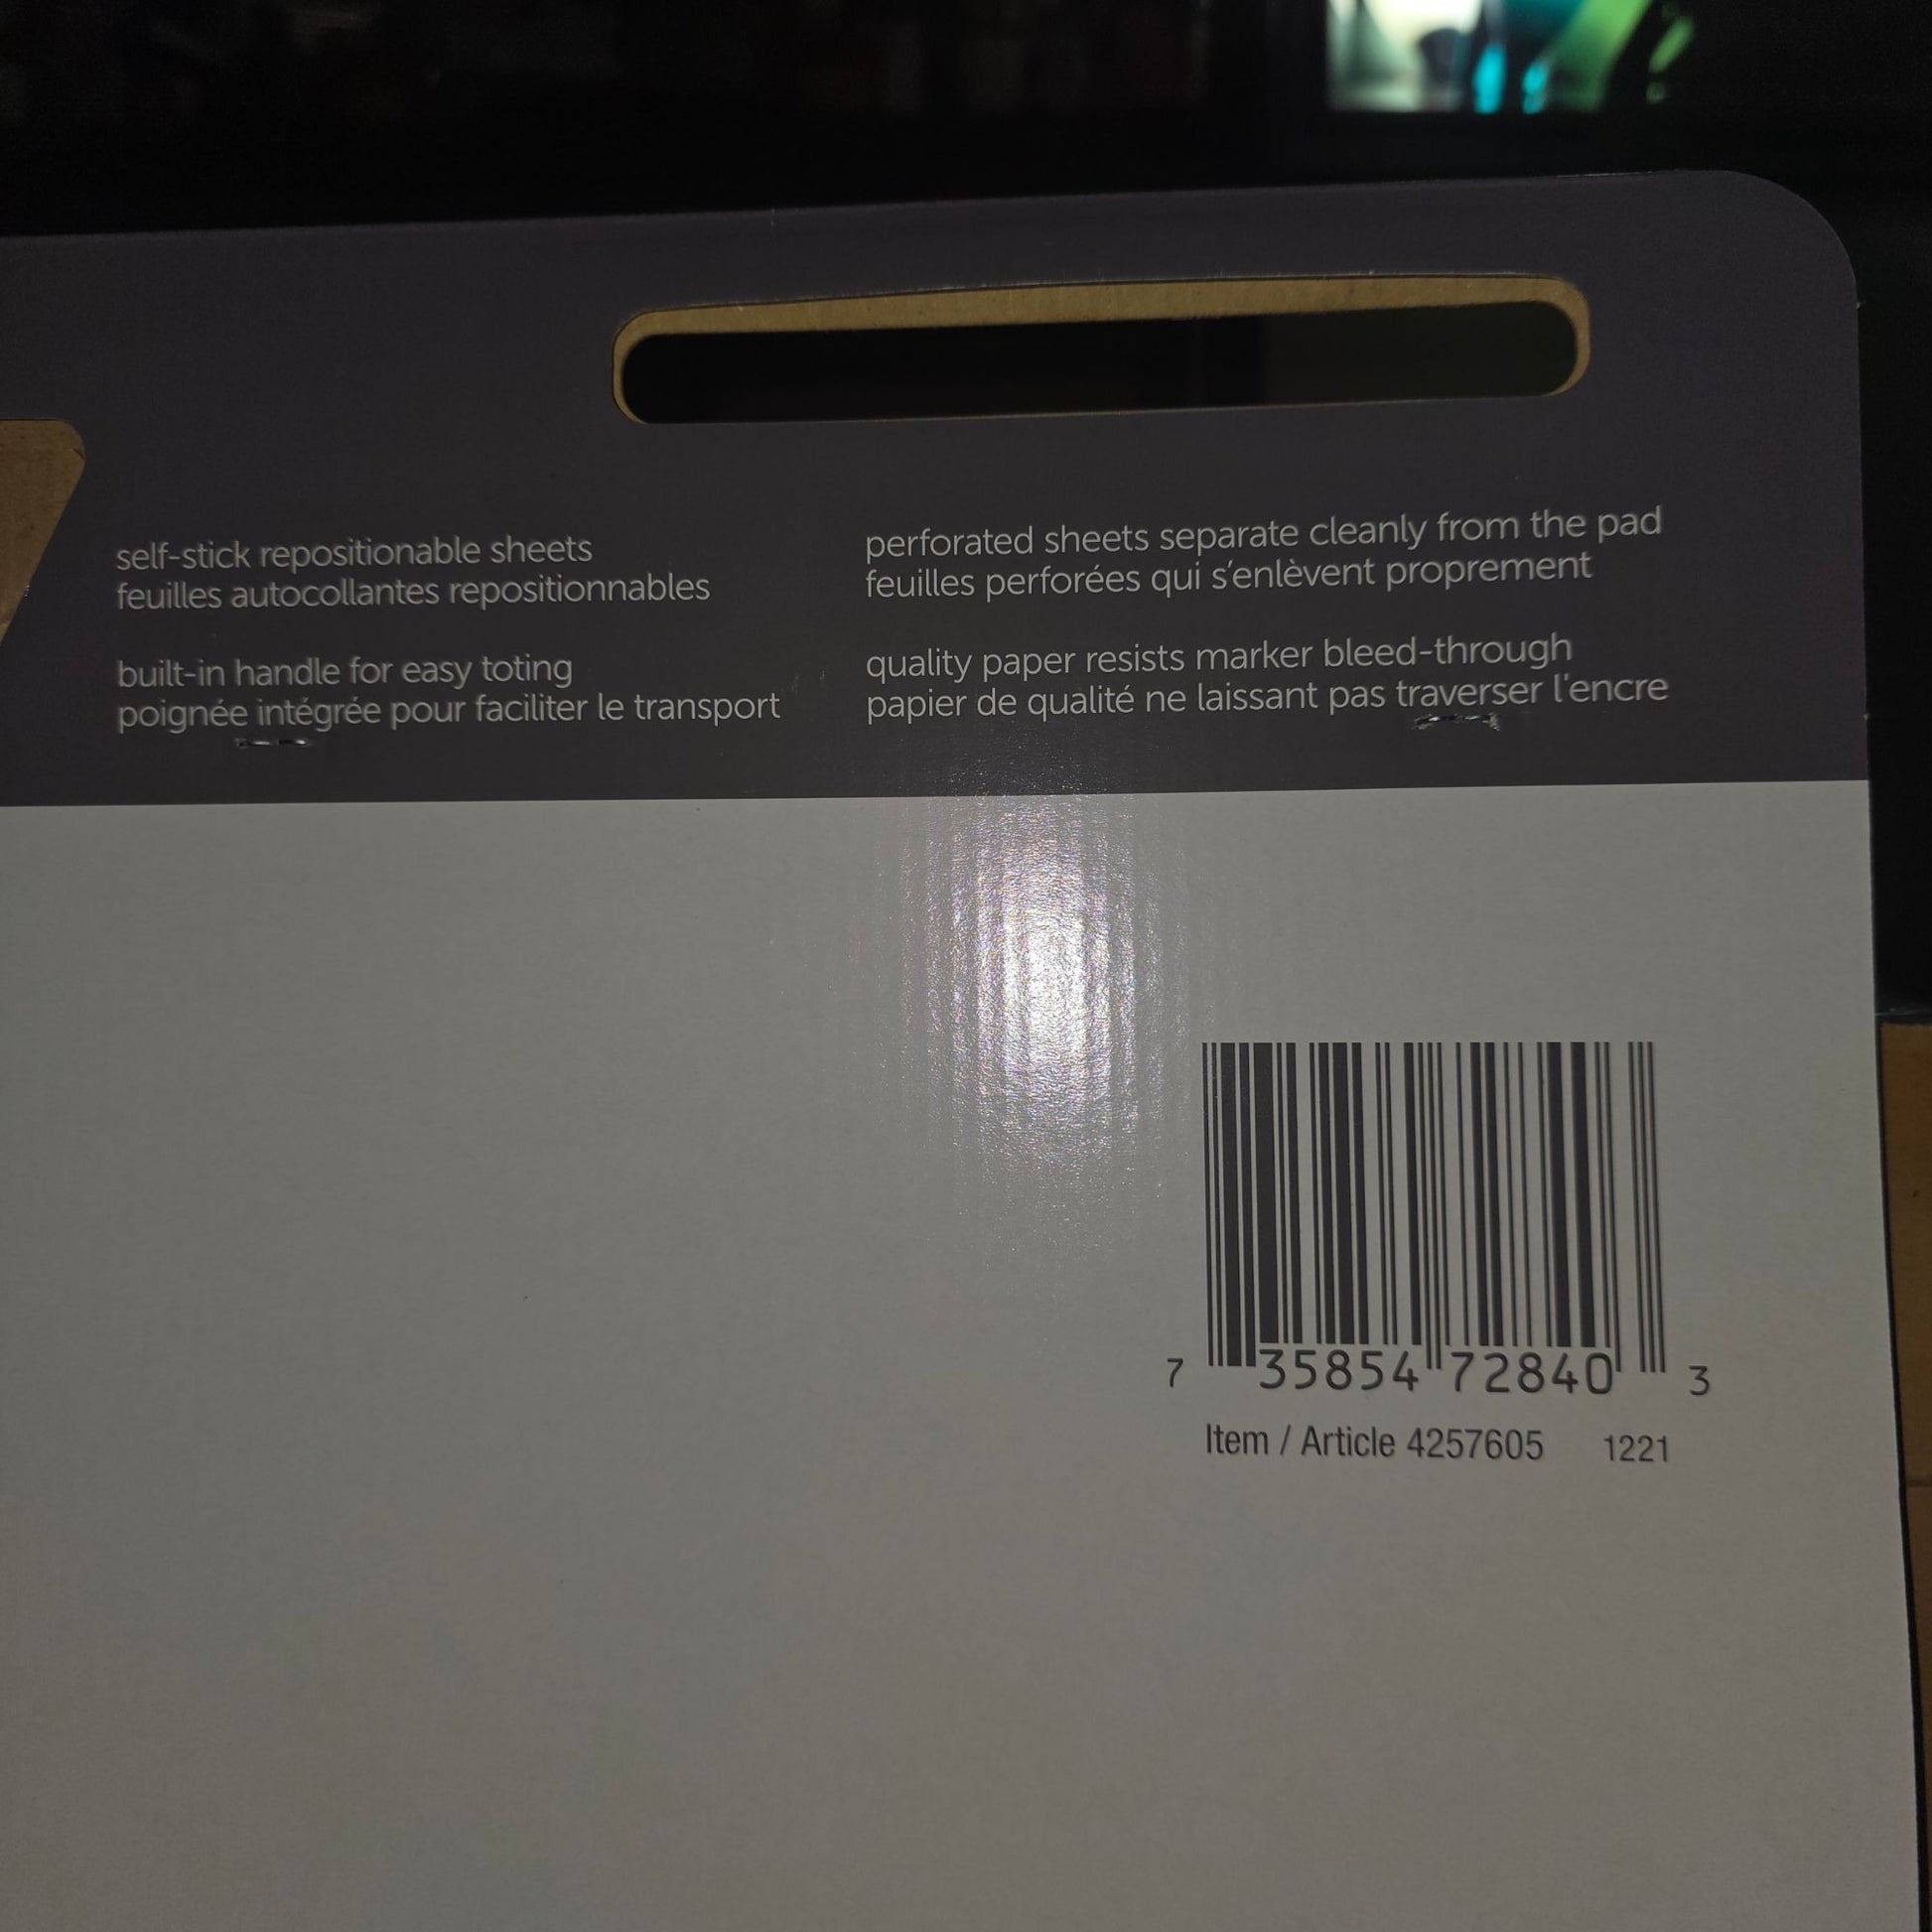 self-stick repositionable sheets
feuilles autocollantes repositionnables
built-in handle for easy toting
poignée intégrée pour faciliter le transport
perforated sheets separate cleanly from the pad
feuilles perforées qui s'enlèvent proprement
quality paper resists marker bleed-through
papier de qualité ne laissant pas traverser l'encre
7 35854 72840 3
Item / Article 4257605 1221